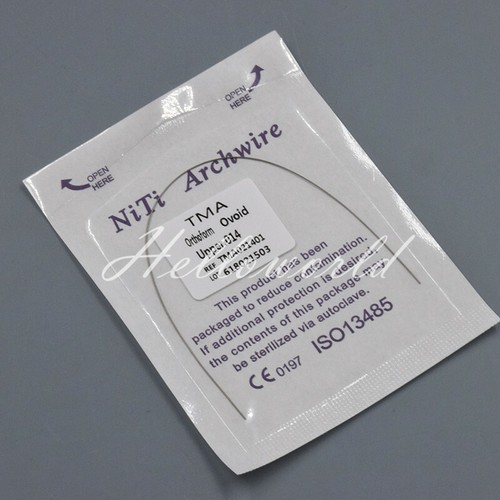 OPEN
HERE
OPEN
HERE
NiTi Archwire
TMA
Orthoform Ovoid
Upper 014
REF TMA021401
LOT 618021503
Helloworld
This product has been
packaged to reduce contamination.
If additional protection is desired,
the contents of this package may
be sterilized via autoclave.
CE 0197 ISO13485